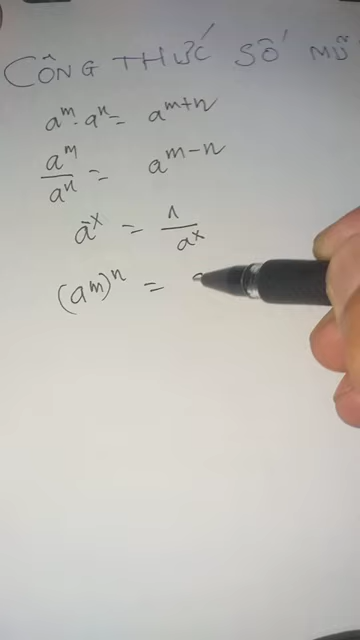 CÔNG THỨC SỐ MŨ
a^m · a^n = a^{m+n}
a^m / a^n = a^{m-n}
a^{-x} = 1 / a^x
(a^m)^n =